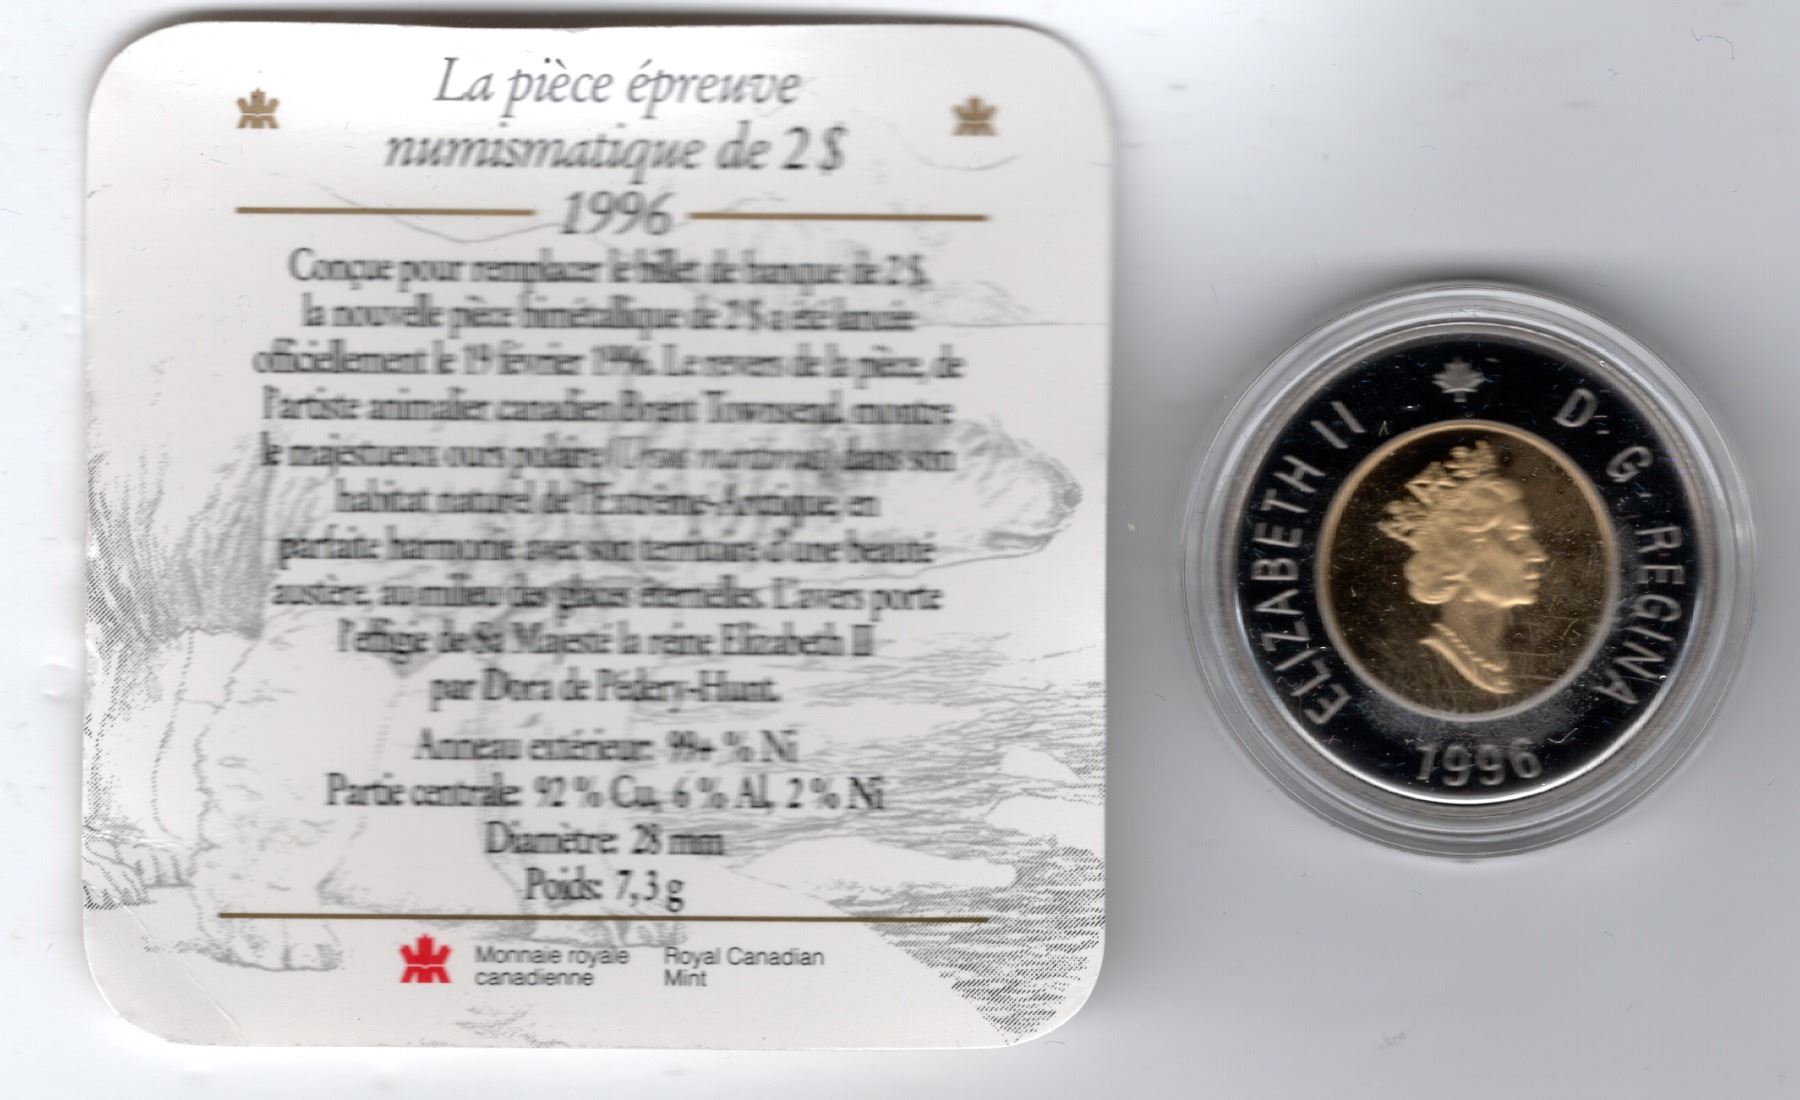 La pièce épreuve
numismatique de 2 $
1996
Conçue pour remplacer le billet de banque de 2 $,
la nouvelle pièce bimétallique de 2 $ a été lancée
officiellement le 19 février 1996. Le revers de la pièce, de
l'artiste animalier canadien Brent Townsend, montre
le majestueux ours polaire (Ursus maritimus) dans son
habitat naturel de l'Extrême-Arctique, en
parfaite harmonie avec son territoire d'une beauté
austère, au milieu des glaces éternelles. L'avers porte
l'effigie de Sa Majesté la reine Elizabeth II
par Dora de Pédery-Hunt.
Anneau extérieur: 99+ % Ni
Partie centrale: 92 % Cu, 6 % Al, 2 % Ni
Diamètre: 28 mm
Poids: 7,3 g
Monnaie royale
canadienne
Royal Canadian
Mint
ELIZABETH II D·G·REGINA
1996